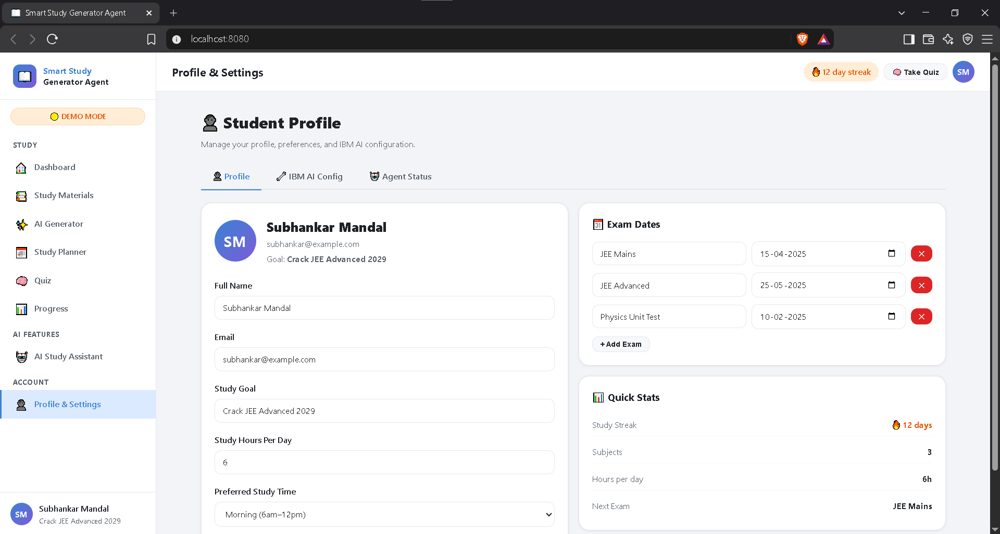 Smart Study Generator Agent
localhost:8080
Smart Study
Generator Agent
DEMO MODE
STUDY
Dashboard
Study Materials
AI Generator
Study Planner
Quiz
Progress
AI FEATURES
AI Study Assistant
ACCOUNT
Profile & Settings
SM
Subhankar Mandal
Crack JEE Advanced 2029
Profile & Settings
12 day streak
Take Quiz
SM
Student Profile
Manage your profile, preferences, and IBM AI configuration.
Profile
IBM AI Config
Agent Status
SM
Subhankar Mandal
subhankar@example.com
Goal: Crack JEE Advanced 2029
Full Name
Subhankar Mandal
Email
subhankar@example.com
Study Goal
Crack JEE Advanced 2029
Study Hours Per Day
6
Preferred Study Time
Morning (6am–12pm)
31
Exam Dates
JEE Mains 15-04-2025
JEE Advanced 25-05-2025
Physics Unit Test 10-02-2025
+ Add Exam
Quick Stats
Study Streak 12 days
Subjects 3
Hours per day 6h
Next Exam JEE Mains